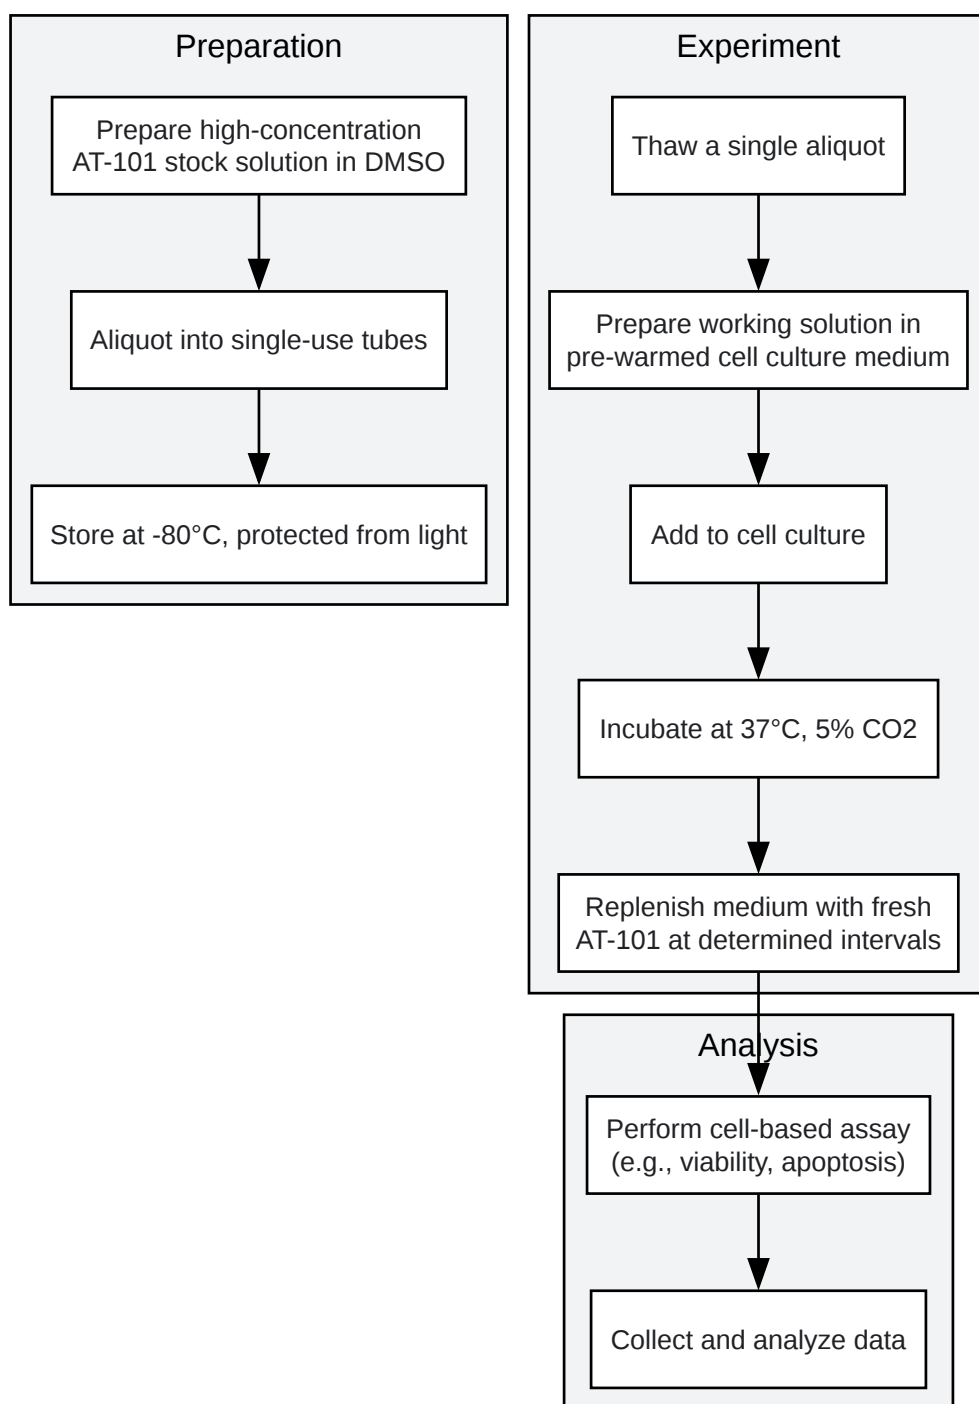 Preparation
Prepare high-concentration
AT-101 stock solution in DMSO
Aliquot into single-use tubes
Store at -80°C, protected from light
Experiment
Thaw a single aliquot
Prepare working solution in
pre-warmed cell culture medium
Add to cell culture
Incubate at 37°C, 5% CO2
Replenish medium with fresh
AT-101 at determined intervals
Analysis
Perform cell-based assay
(e.g., viability, apoptosis)
Collect and analyze data